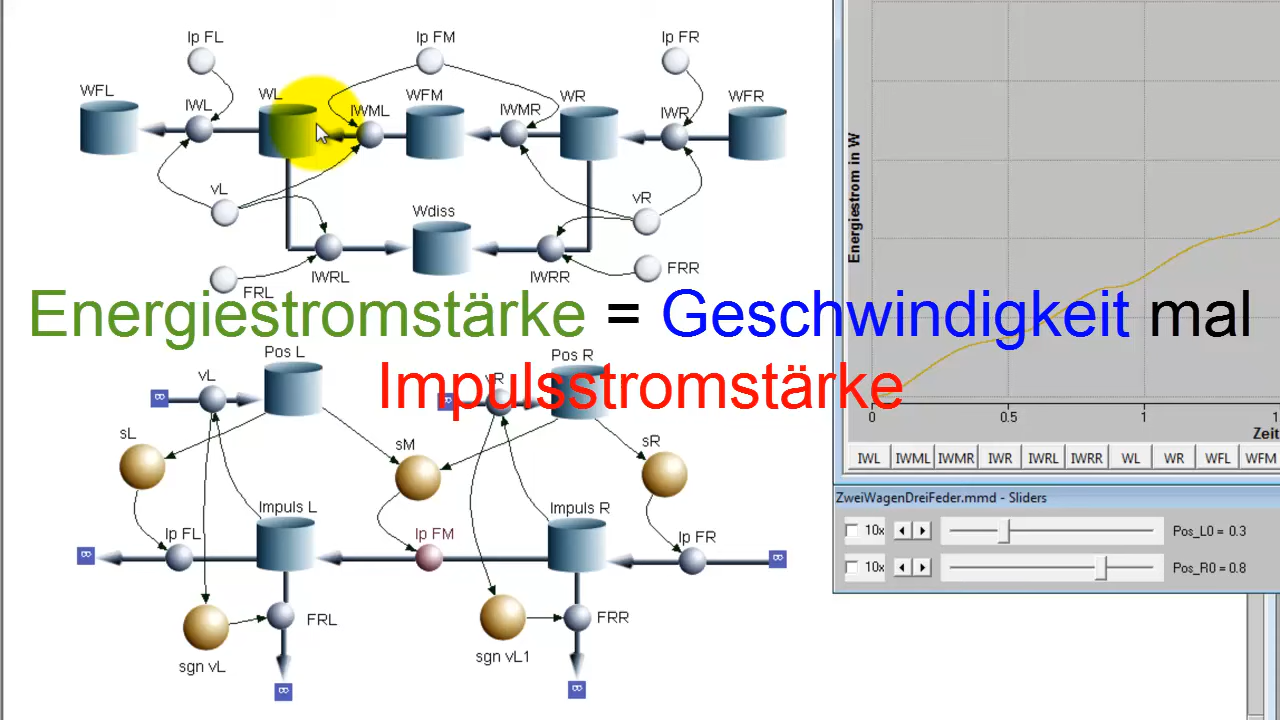 Ip FL
Ip FM
Ip FR
WFL
IWL
WL
IWML
WFM
IWMR
WR
IWR
WFR
vL
Wdiss
vR
IWRL
IWRR
FRL
FRR
Energiestromstärke = Geschwindigkeit mal
Impulsstromstärke
Pos L
Pos R
vL
vR
sL
sM
sR
Impuls L
Impuls R
Ip FL
Ip FM
Ip FR
FRL
FRR
sgn vL
sgn vL1
Energiestrom in W
0 0.5 1
Zeit
IWL IWML IWMR IWR IWRL IWRR WL WR WFL WFM
ZweiWagenDreiFeder.mmd - Sliders
10x Pos_L0 = 0.3
10x Pos_R0 = 0.8